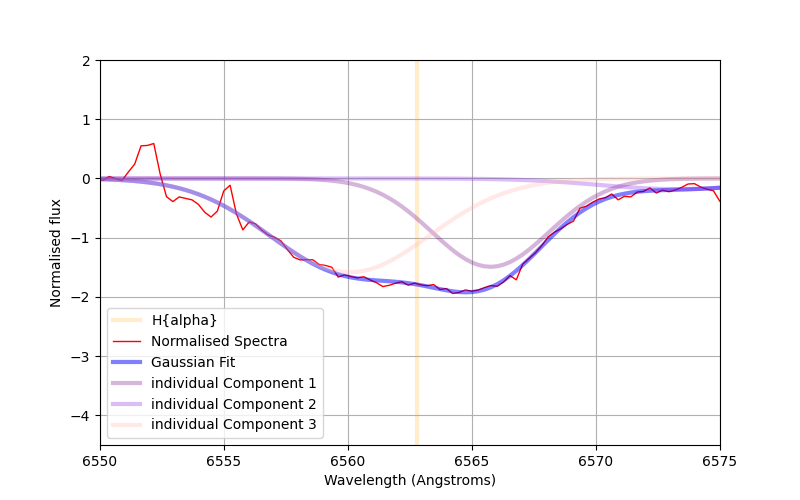 2
1
0
−1
−2
−3
−4
Normalised flux
H{alpha}
Normalised Spectra
Gaussian Fit
individual Component 1
individual Component 2
individual Component 3
6550 6555 6560 6565 6570 6575
Wavelength (Angstroms)